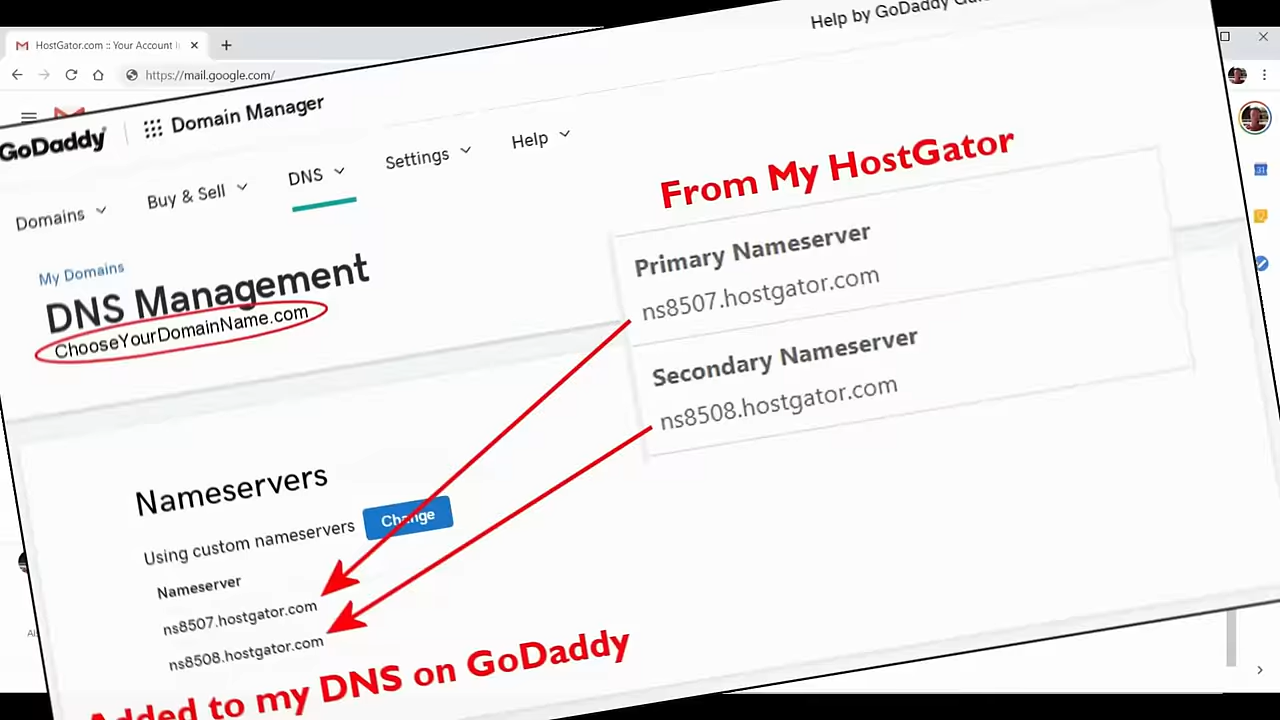 HostGator.com :: Your Account
https://mail.google.com/
Help by GoDaddy
GoDaddy
Domain Manager
Domains
Buy & Sell
DNS
Settings
Help
My Domains
DNS Management
ChooseYourDomainName.com
From My HostGator
Primary Nameserver
ns8507.hostgator.com
Secondary Nameserver
ns8508.hostgator.com
Nameservers
Using custom nameservers
Change
Nameserver
ns8507.hostgator.com
ns8508.hostgator.com
Added to my DNS on GoDaddy
31